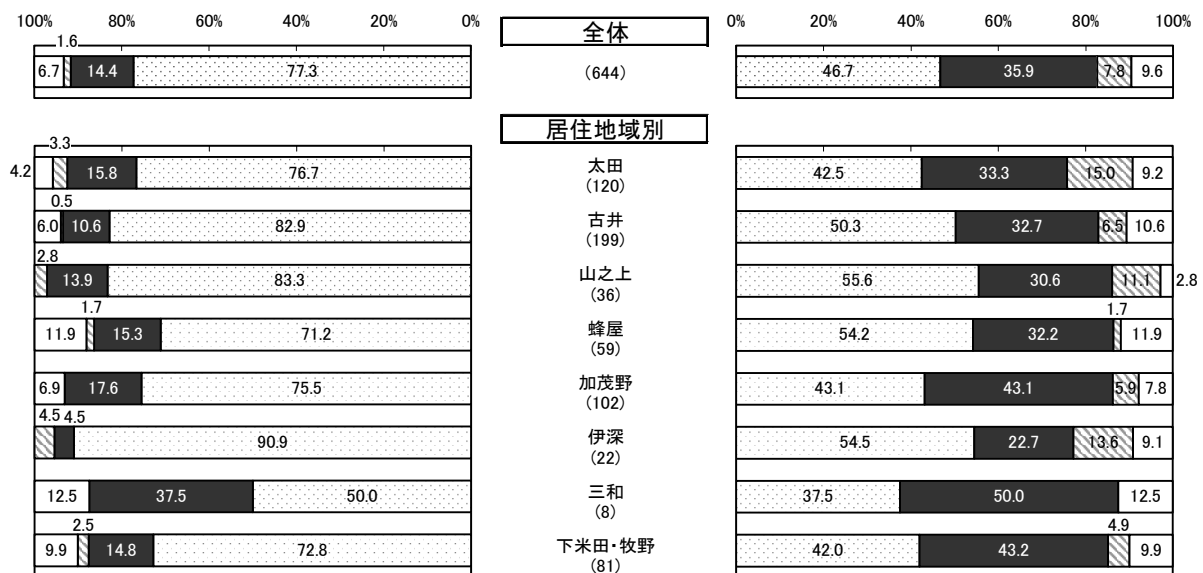 100% 80% 60% 40% 20% 0%
全体
0% 20% 40% 60% 80% 100%
1.6
6.7 14.4 77.3
(644)
46.7 35.9 7.8 9.6
居住地域別
3.3
4.2 15.8 76.7
太田
(120)
42.5 33.3 15.0 9.2
0.5
6.0 10.6 82.9
古井
(199)
50.3 32.7 6.5 10.6
2.8
13.9 83.3
山之上
(36)
55.6 30.6 11.1 2.8
1.7
11.9 15.3 71.2
蜂屋
(59)
1.7
54.2 32.2 11.9
6.9 17.6 75.5
加茂野
(102)
43.1 43.1 5.9 7.8
4.5 4.5
90.9
伊深
(22)
54.5 22.7 13.6 9.1
12.5 37.5 50.0
三和
(8)
37.5 50.0 12.5
2.5
9.9 14.8 72.8
下米田・牧野
(81)
4.9
42.0 43.2 9.9